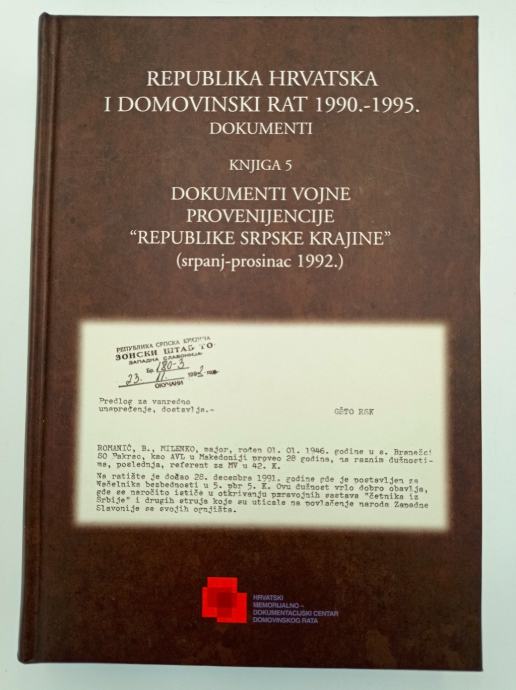 REPUBLIKA HRVATSKA
I DOMOVINSKI RAT 1990.-1995.
DOKUMENTI
KNJIGA 5
DOKUMENTI VOJNE
PROVENIJENCIJE
“REPUBLIKE SRPSKE KRAJINE”
(srpanj-prosinac 1992.)
РЕПУБЛИКА СРПСКА КРАЈИНА
ЗОНСКИ ШТАБ ТО
ЗАПАДНА СЛАВОНИЈА
Бр. 180-3
23. 11. 1992 год.
ОКУЧАНИ
Predlog za vanredno
unapređenje, dostavlja.-
GŠTO RSK
ROMANIĆ, B., MILENKO, major, rođen 01. 01. 1946. godine u s. Branešci
SO Pakrac, kao AVL u Makedoniji proveo 28 godina, na raznim dužnosti-
ma, poslednja, referent za MV u 42. K.
Na ratište je došao 28. decembra 1991. godine gde je postavljen za
Načelnika bezbednosti u 5. pbr 5. K. Ovu dužnost vrlo dobro obavlja,
gde se naročito ističe u otkrivanju paravojnih sastava "četnika iz
Srbije" i drugih struja koje su uticale na povlačenje naroda Zapadne
Slavonije sa svojih ognjišta.
HRVATSKI
MEMORIJALNO –
DOKUMENTACIJSKI CENTAR
DOMOVINSKOG RATA